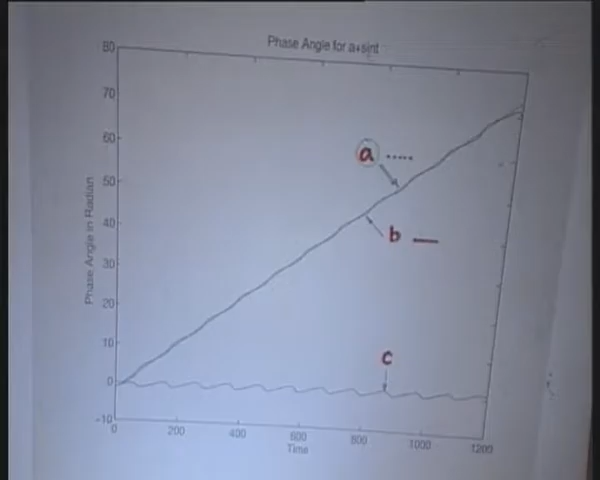 Phase Angle for a+sint
80
70
60
50
40
30
20
10
0
-10
Phase Angle in Radian
a .....
b —
c
0 200 400 600 800 1000 1200
Time